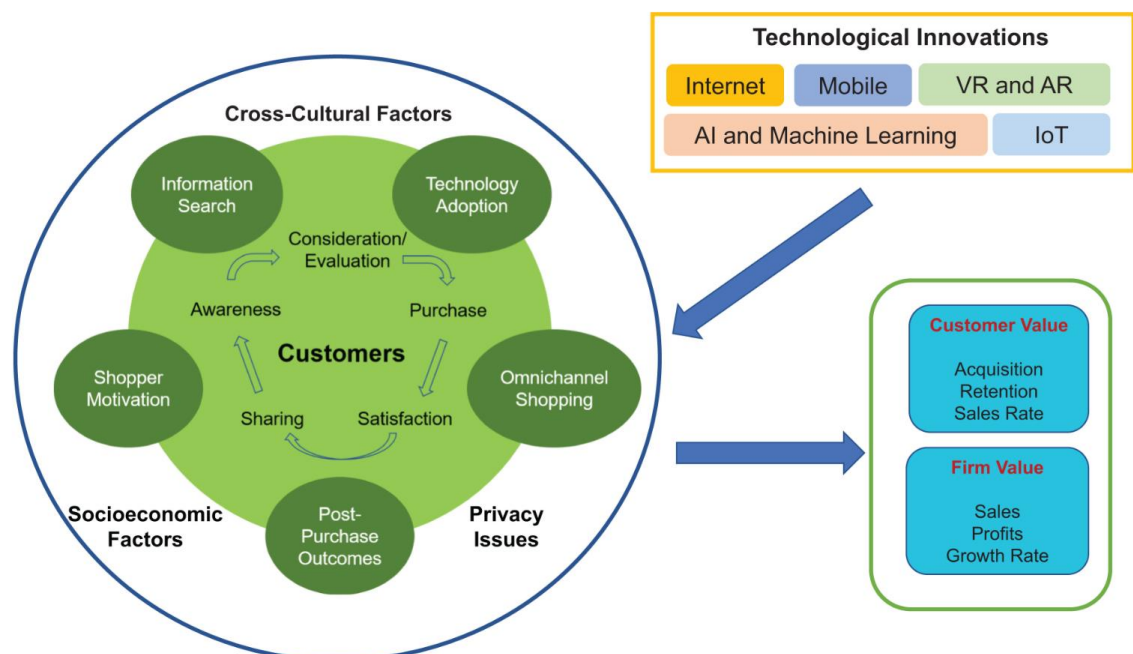 Technological Innovations
Internet
Mobile
VR and AR
AI and Machine Learning
IoT
Cross-Cultural Factors
Information
Search
Technology
Adoption
Consideration/
Evaluation
Awareness
Purchase
Customers
Shopper
Motivation
Omnichannel
Shopping
Sharing
Satisfaction
Socioeconomic
Factors
Post-
Purchase
Outcomes
Privacy
Issues
Customer Value
Acquisition
Retention
Sales Rate
Firm Value
Sales
Profits
Growth Rate